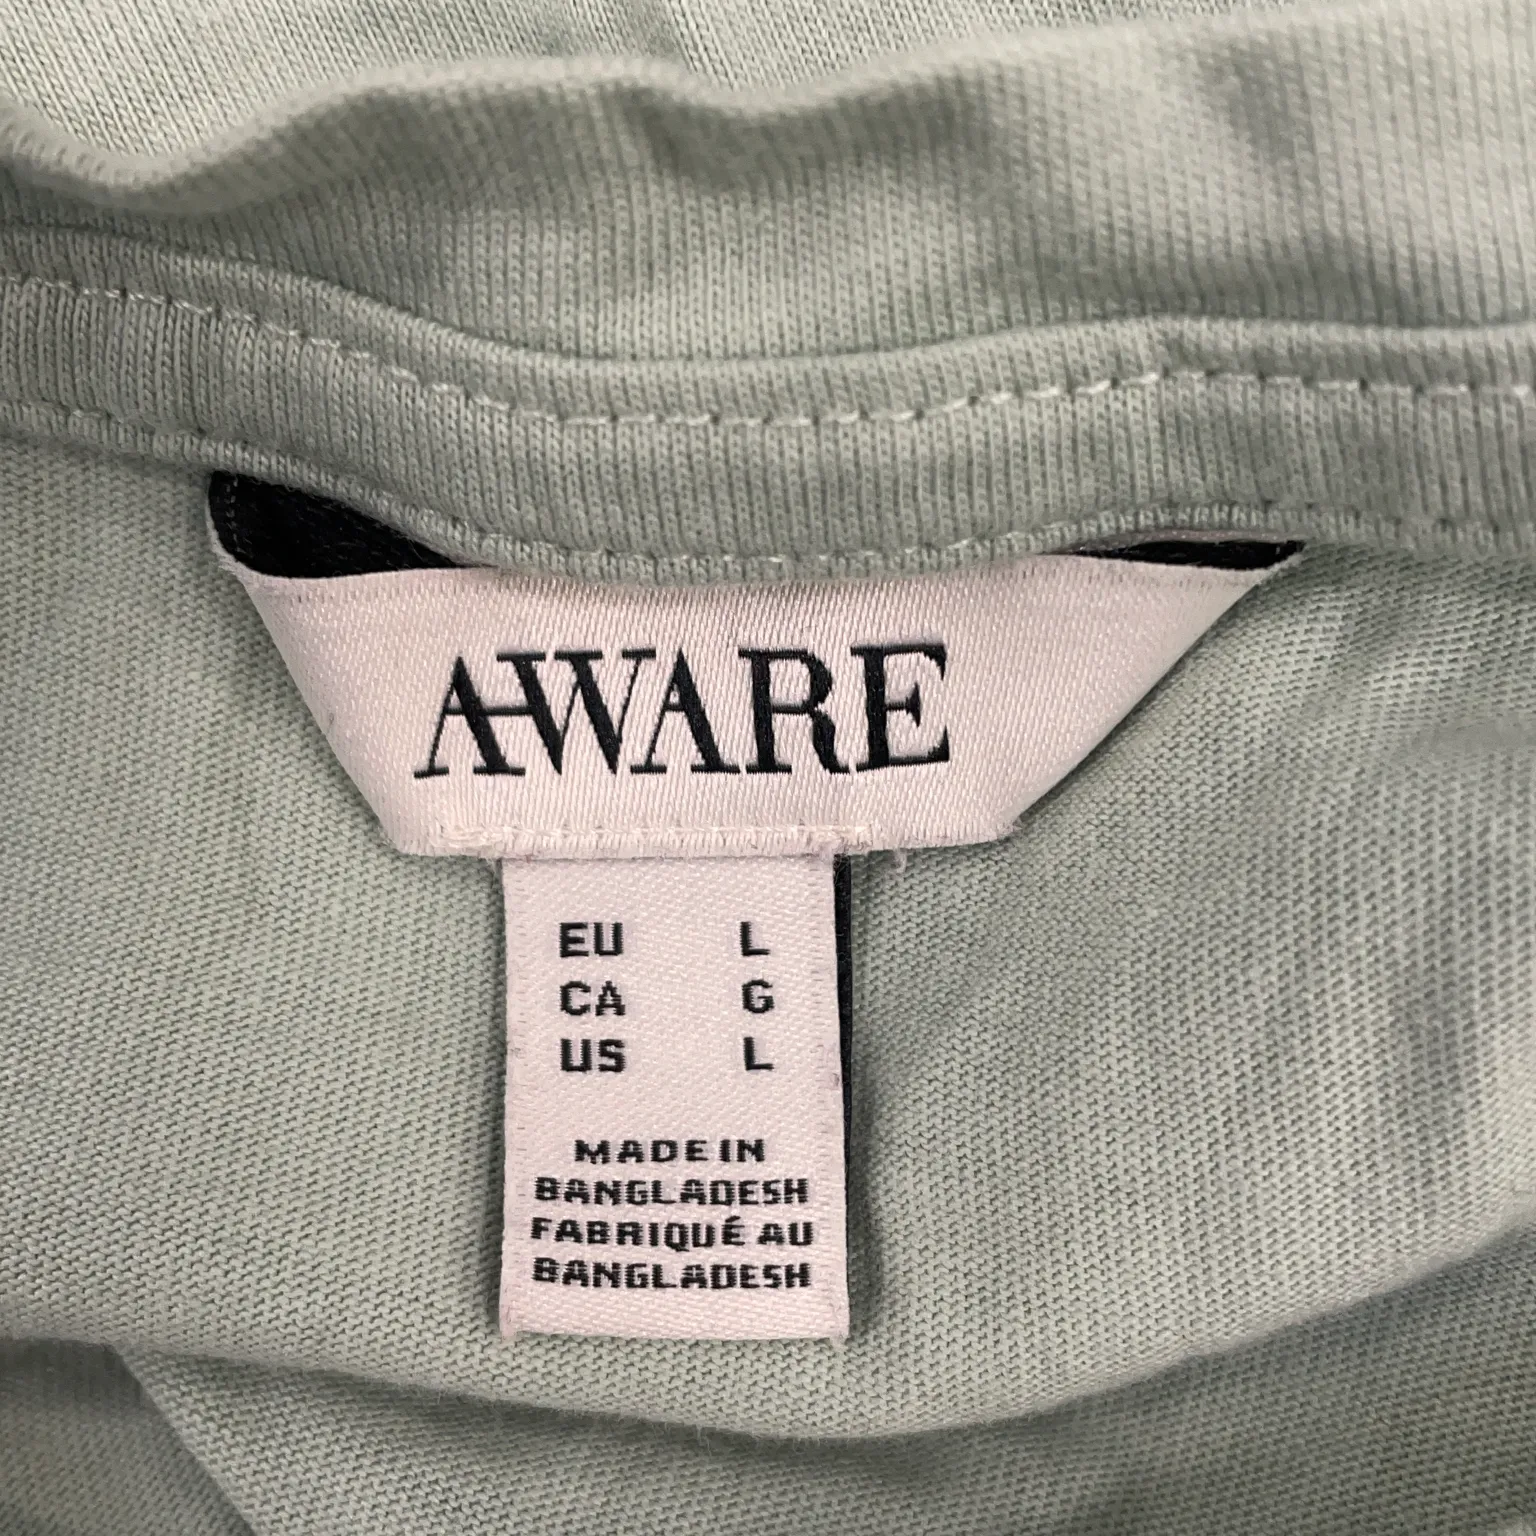 AWARE
EU L
CA G
US L
MADE IN
BANGLADESH
FABRIQUÉ AU
BANGLADESH